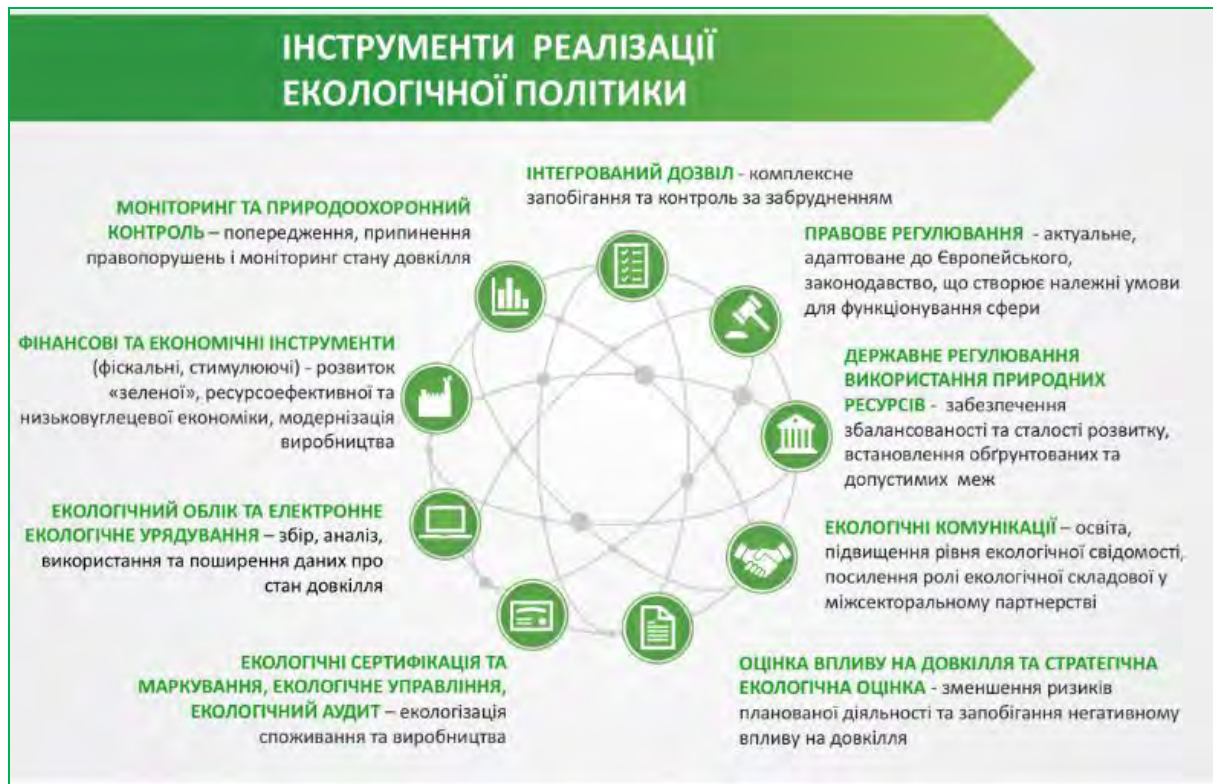 ІНСТРУМЕНТИ РЕАЛІЗАЦІЇ
ЕКОЛОГІЧНОЇ ПОЛІТИКИ
ІНТЕГРОВАНИЙ ДОЗВІЛ - комплексне
запобігання та контроль за забрудненням
ПРАВОВЕ РЕГУЛЮВАННЯ - актуальне,
адаптоване до Європейського,
законодавство, що створює належні умови
для функціонування сфери
ДЕРЖАВНЕ РЕГУЛЮВАННЯ
ВИКОРИСТАННЯ ПРИРОДНИХ
РЕСУРСІВ - забезпечення
збалансованості та сталості розвитку,
встановлення обґрунтованих та
допустимих меж
ЕКОЛОГІЧНІ КОМУНІКАЦІЇ – освіта,
підвищення рівня екологічної свідомості,
посилення ролі екологічної складової у
міжсекторальному партнерстві
ОЦІНКА ВПЛИВУ НА ДОВКІЛЛЯ ТА СТРАТЕГІЧНА
ЕКОЛОГІЧНА ОЦІНКА - зменшення ризиків
планованої діяльності та запобігання негативному
впливу на довкілля
ЕКОЛОГІЧНІ СЕРТИФІКАЦІЯ ТА
МАРКУВАННЯ, ЕКОЛОГІЧНЕ УПРАВЛІННЯ,
ЕКОЛОГІЧНИЙ АУДИТ – екологізація
споживання та виробництва
ЕКОЛОГІЧНИЙ ОБЛІК ТА ЕЛЕКТРОННЕ
ЕКОЛОГІЧНЕ УРЯДУВАННЯ – збір, аналіз,
використання та поширення даних про
стан довкілля
ФІНАНСОВІ ТА ЕКОНОМІЧНІ ІНСТРУМЕНТИ
(фіскальні, стимулюючі) - розвиток
«зеленої», ресурсоефективної та
низьковуглецевої економіки, модернізація
виробництва
МОНІТОРИНГ ТА ПРИРОДООХОРОННИЙ
КОНТРОЛЬ – попередження, припинення
правопорушень і моніторинг стану довкілля